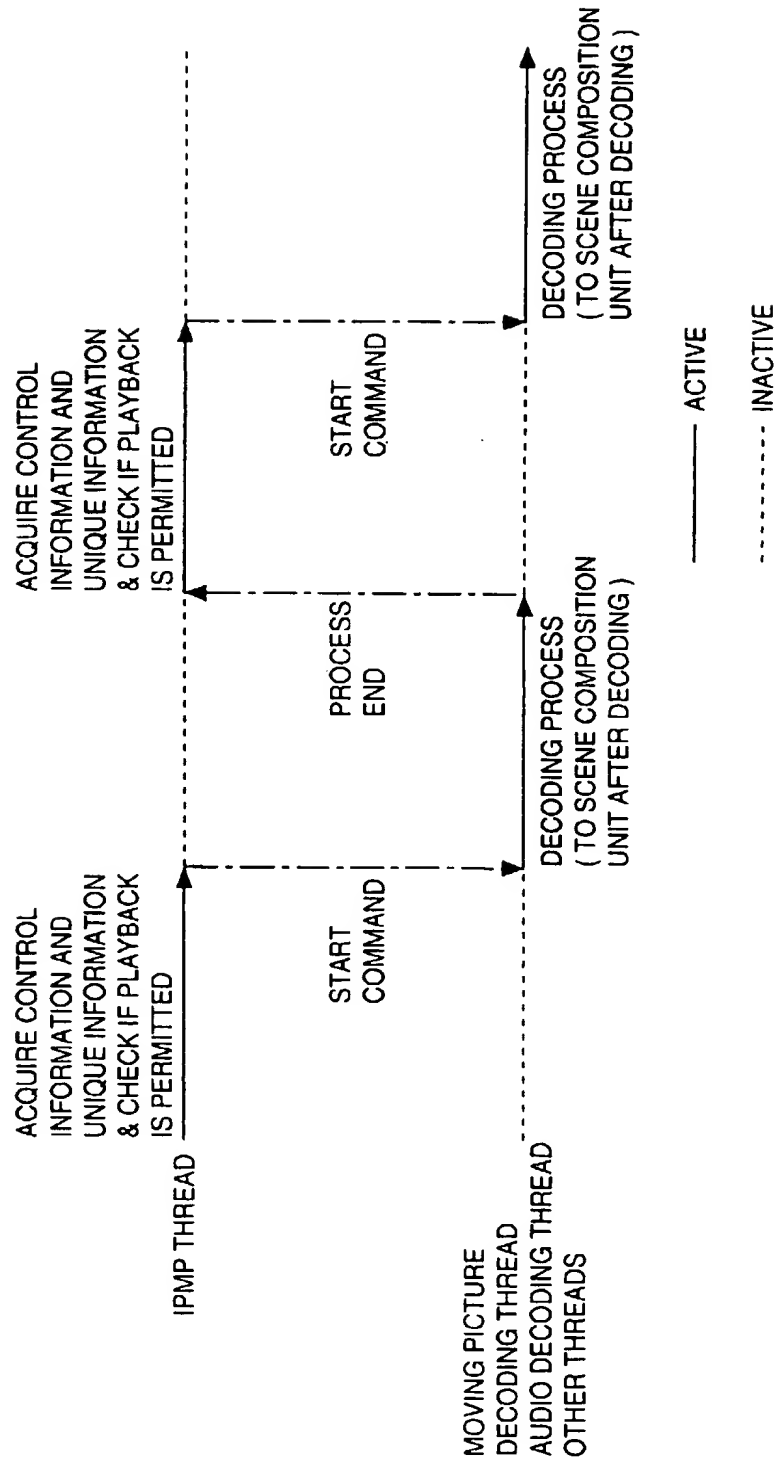 ACQUIRE CONTROL
INFORMATION AND
UNIQUE INFORMATION
& CHECK IF PLAYBACK
IS PERMITTED
ACQUIRE CONTROL
INFORMATION AND
UNIQUE INFORMATION
& CHECK IF PLAYBACK
IS PERMITTED
IPMP THREAD
START
COMMAND
PROCESS
END
START
COMMAND
MOVING PICTURE
DECODING THREAD
AUDIO DECODING THREAD
OTHER THREADS
DECODING PROCESS
( TO SCENE COMPOSITION
UNIT AFTER DECODING )
DECODING PROCESS
( TO SCENE COMPOSITION
UNIT AFTER DECODING )
ACTIVE
INACTIVE